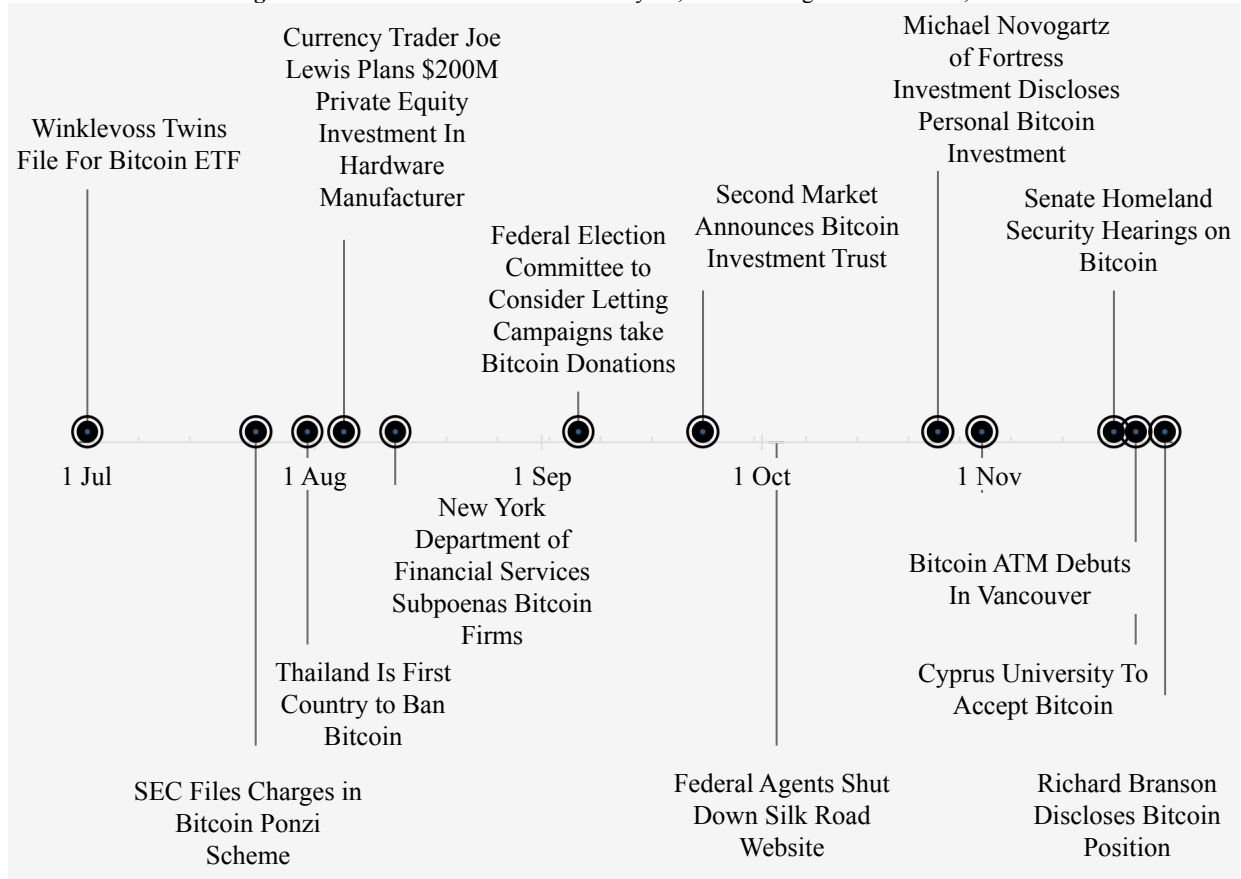 Currency Trader Joe
Lewis Plans $200M
Private Equity
Investment In
Hardware
Manufacturer
Michael Novogartz
of Fortress
Investment Discloses
Personal Bitcoin
Investment
Winklevoss Twins
File For Bitcoin ETF
Second Market
Announces Bitcoin
Investment Trust
Senate Homeland
Security Hearings on
Bitcoin
Federal Election
Committee to
Consider Letting
Campaigns take
Bitcoin Donations
1 Jul
1 Aug
1 Sep
1 Oct
1 Nov
New York
Department of
Financial Services
Subpoenas Bitcoin
Firms
Bitcoin ATM Debuts
In Vancouver
Thailand Is First
Country to Ban
Bitcoin
Cyprus University To
Accept Bitcoin
SEC Files Charges in
Bitcoin Ponzi
Scheme
Federal Agents Shut
Down Silk Road
Website
Richard Branson
Discloses Bitcoin
Position